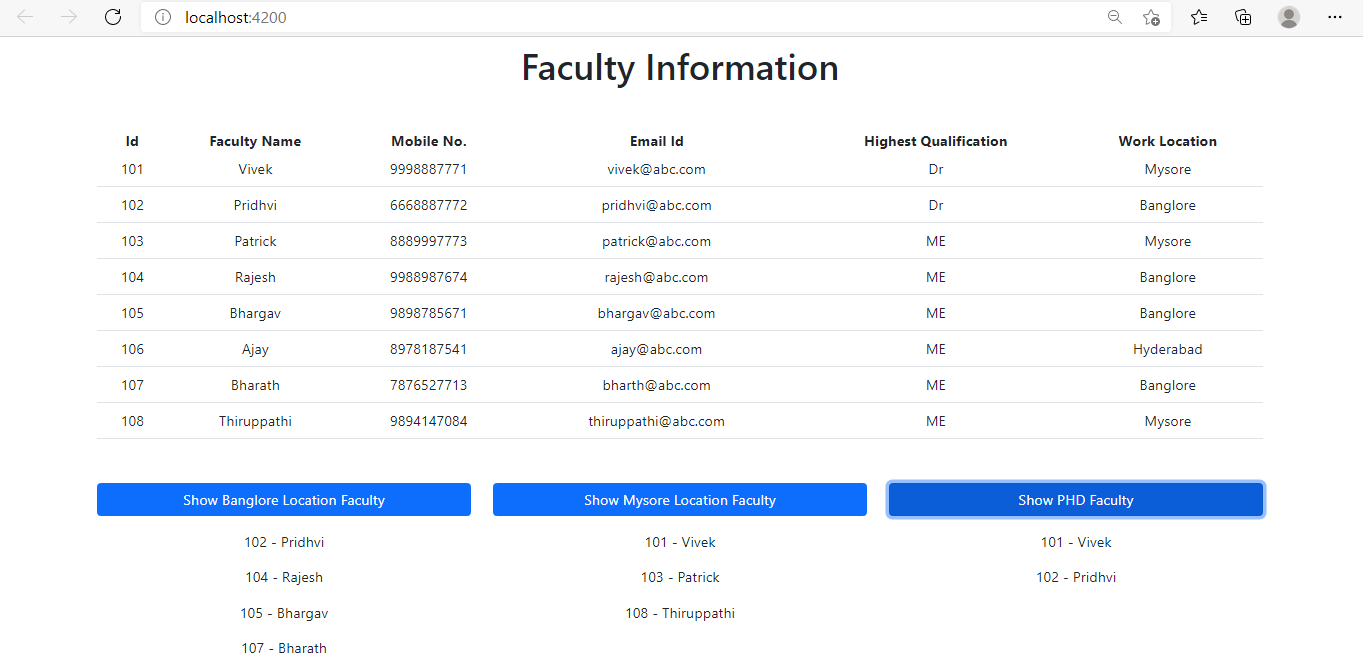 localhost:4200
Faculty Information
Id Faculty Name Mobile No. Email Id Highest Qualification Work Location
101 Vivek 9998887771 vivek@abc.com Dr Mysore
102 Pridhvi 6668887772 pridhvi@abc.com Dr Banglore
103 Patrick 8889997773 patrick@abc.com ME Mysore
104 Rajesh 9988987674 rajesh@abc.com ME Banglore
105 Bhargav 9898785671 bhargav@abc.com ME Banglore
106 Ajay 8978187541 ajay@abc.com ME Hyderabad
107 Bharath 7876527713 bharth@abc.com ME Banglore
108 Thiruppathi 9894147084 thiruppathi@abc.com ME Mysore
Show Banglore Location Faculty Show Mysore Location Faculty Show PHD Faculty
102 - Pridhvi 101 - Vivek 101 - Vivek
104 - Rajesh 103 - Patrick 102 - Pridhvi
105 - Bhargav 108 - Thiruppathi
107 - Bharath